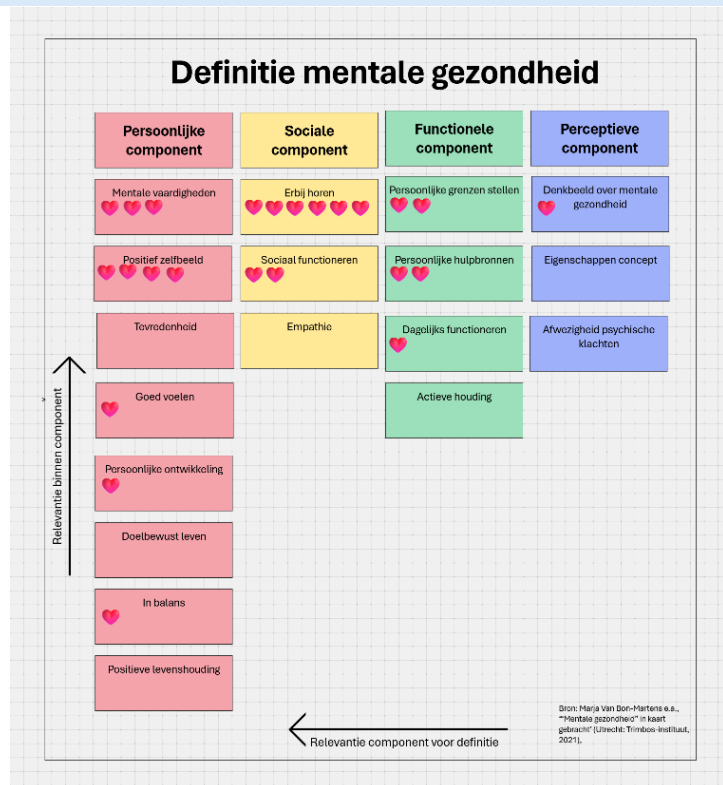 Definitie mentale gezondheid
Persoonlijke
component
Sociale
component
Functionele
component
Perceptieve
component
Mentale vaardigheden
Erbij horen
Persoonlijke grenzen stellen
Denkbeeld over mentale
gezondheid
Positief zelfbeeld
Sociaal functioneren
Persoonlijke hulpbronnen
Eigenschappen concept
Tevredenheid
Empathie
Dagelijks functioneren
Afwezigheid psychische
klachten
Goed voelen
Actieve houding
Persoonlijke ontwikkeling
Doelbewust leven
In balans
Positieve levenshouding
Relevantie binnen component
Relevantie component voor definitie
Bron: Marja Van Bon-Martens e.a.,
'"Mentale gezondheid" in kaart
gebracht' (Utrecht: Trimbos-instituut,
2021),